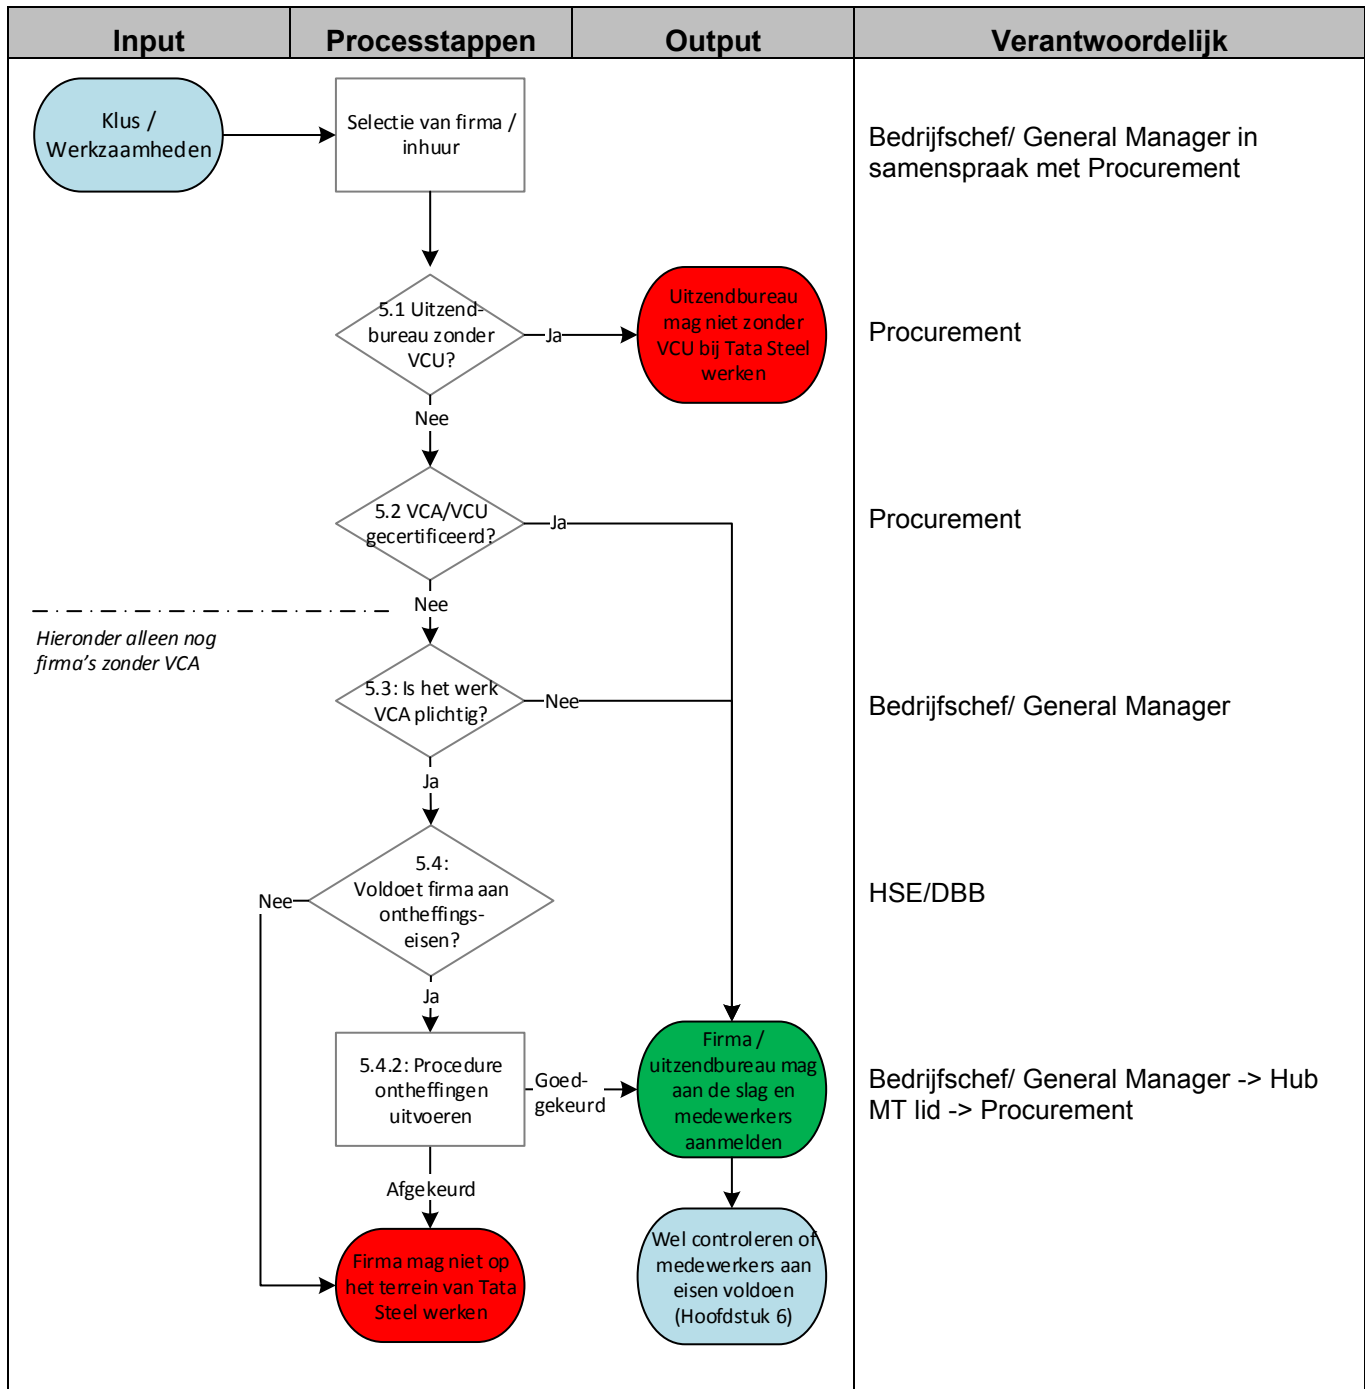 Input
Processtappen
Output
Verantwoordelijk
Klus /
Werkzaamheden
Selectie van firma /
inhuur
Bedrijfschef/ General Manager in
samenspraak met Procurement
5.1 Uitzend-
bureau zonder
VCU?
Ja
Uitzendbureau
mag niet zonder
VCU bij Tata Steel
werken
Procurement
Nee
5.2 VCA/VCU
gecertificeerd?
Ja
Procurement
Nee
Hieronder alleen nog
firma's zonder VCA
5.3: Is het werk
VCA plichtig?
Nee
Bedrijfschef/ General Manager
Ja
5.4:
Voldoet firma aan
ontheffings-
eisen?
Nee
HSE/DBB
Ja
5.4.2: Procedure
ontheffingen
uitvoeren
Goed-
gekeurd
Firma /
uitzendbureau mag
aan de slag en
medewerkers
aanmelden
Bedrijfschef/ General Manager -> Hub
MT lid -> Procurement
Afgekeurd
Firma mag niet op
het terrein van Tata
Steel werken
Wel controleren of
medewerkers aan
eisen voldoen
(Hoofdstuk 6)